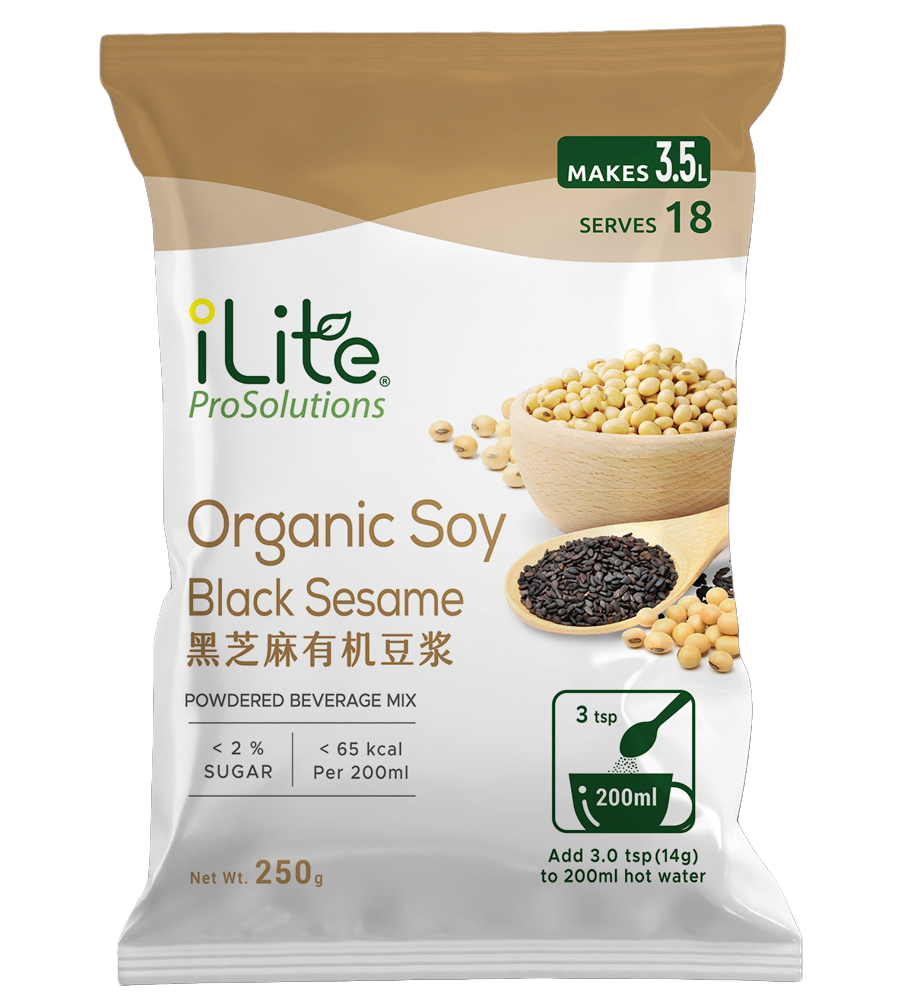 MAKES 3.5L
SERVES 18
iLite®
ProSolutions
Organic Soy
Black Sesame
黑芝麻有机豆浆
POWDERED BEVERAGE MIX
< 2 %
SUGAR
< 65 kcal
Per 200ml
3 tsp
200ml
Add 3.0 tsp(14g)
to 200ml hot water
Net Wt. 250g